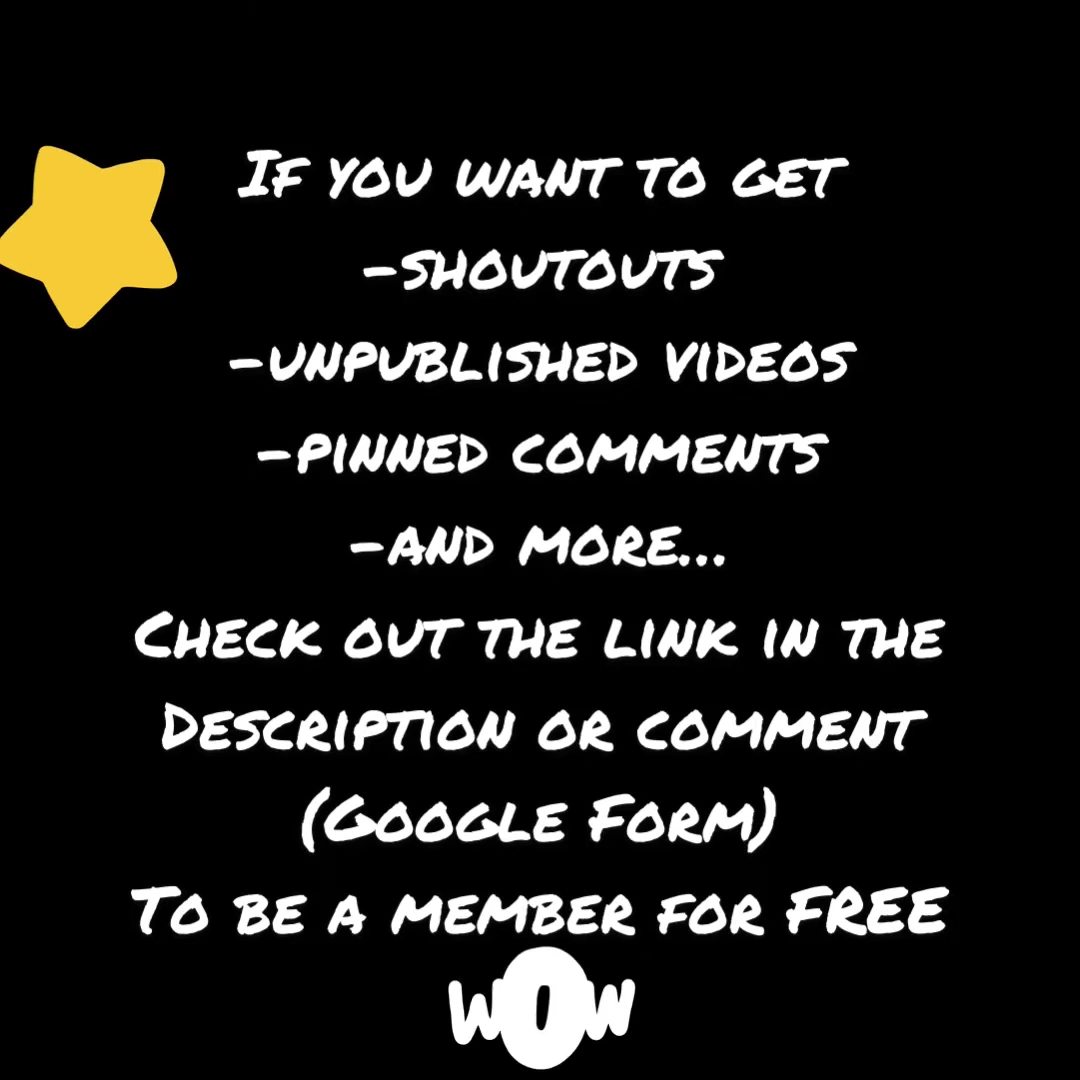 If you want to get
-shoutouts
-unpublished videos
-pinned comments
-and more...
Check out the link in the
Description or comment
(Google Form)
To be a member for FREE
WOW